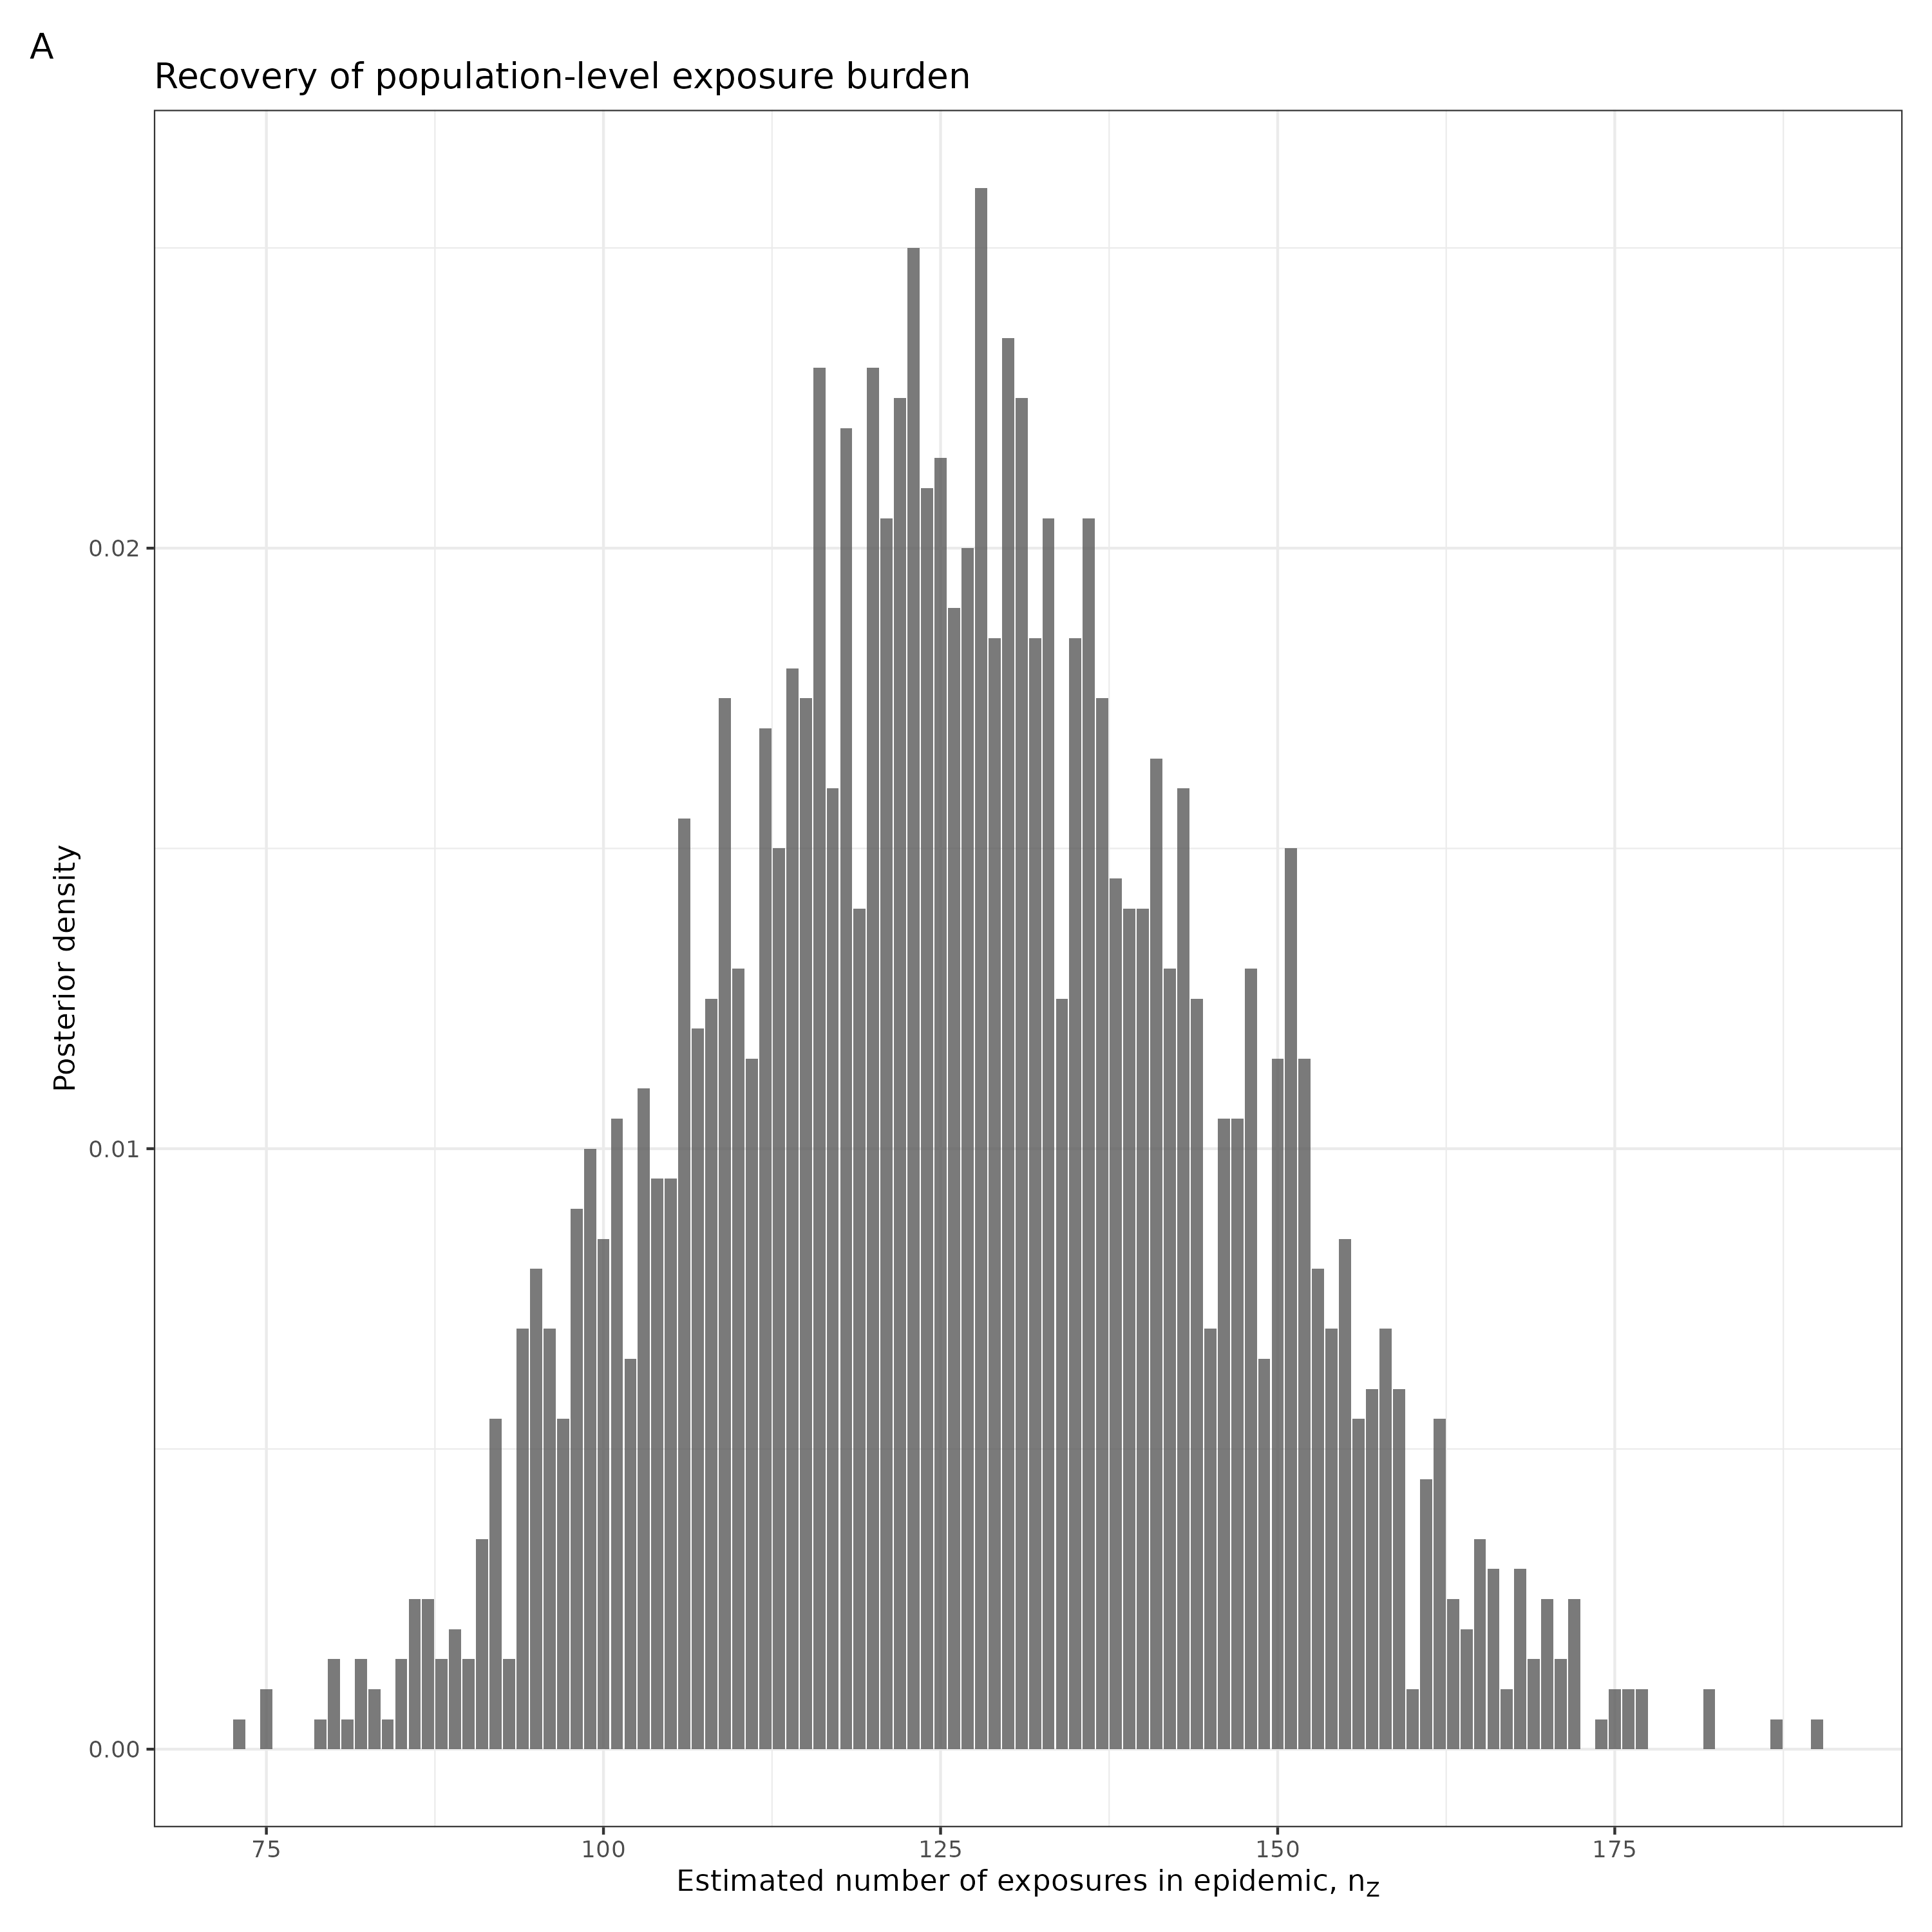 A
Recovery of population-level exposure burden
Posterior density
0.02
0.01
0.00
75 100 125 150 175
Estimated number of exposures in epidemic, nZ